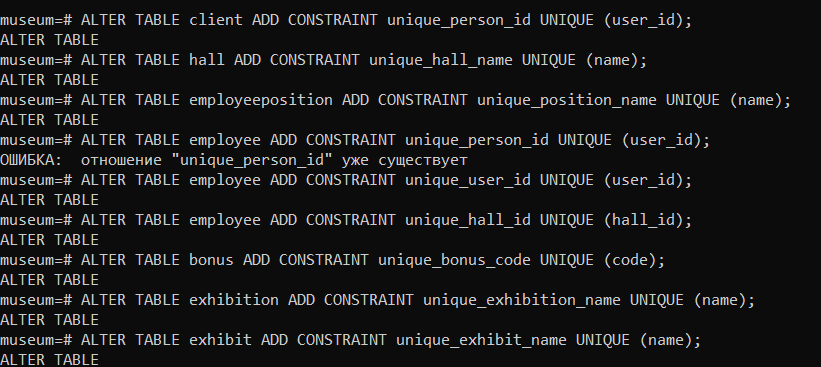 museum=# ALTER TABLE client ADD CONSTRAINT unique_person_id UNIQUE (user_id);
ALTER TABLE
museum=# ALTER TABLE hall ADD CONSTRAINT unique_hall_name UNIQUE (name);
ALTER TABLE
museum=# ALTER TABLE employeeposition ADD CONSTRAINT unique_position_name UNIQUE (name);
ALTER TABLE
museum=# ALTER TABLE employee ADD CONSTRAINT unique_person_id UNIQUE (user_id);
ОШИБКА:  отношение "unique_person_id" уже существует
museum=# ALTER TABLE employee ADD CONSTRAINT unique_user_id UNIQUE (user_id);
ALTER TABLE
museum=# ALTER TABLE employee ADD CONSTRAINT unique_hall_id UNIQUE (hall_id);
ALTER TABLE
museum=# ALTER TABLE bonus ADD CONSTRAINT unique_bonus_code UNIQUE (code);
ALTER TABLE
museum=# ALTER TABLE exhibition ADD CONSTRAINT unique_exhibition_name UNIQUE (name);
ALTER TABLE
museum=# ALTER TABLE exhibit ADD CONSTRAINT unique_exhibit_name UNIQUE (name);
ALTER TABLE